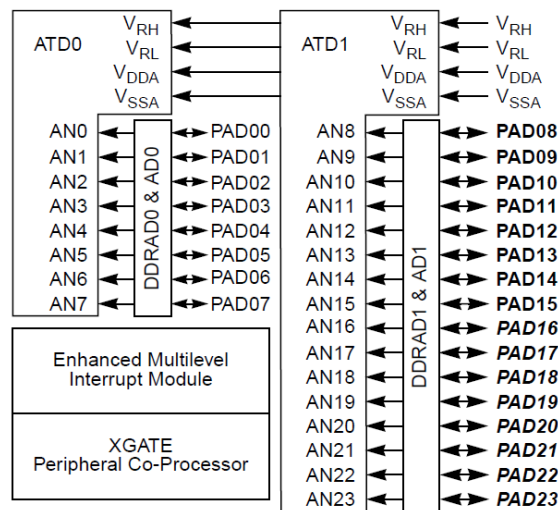 ATD0
VRH
VRL
VDDA
VSSA
AN0
AN1
AN2
AN3
AN4
AN5
AN6
AN7
DDRAD0 & AD0
PAD00
PAD01
PAD02
PAD03
PAD04
PAD05
PAD06
PAD07
Enhanced Multilevel
Interrupt Module
XGATE
Peripheral Co-Processor
ATD1
VRH
VRL
VDDA
VSSA
VRH
VRL
VDDA
VSSA
AN8
AN9
AN10
AN11
AN12
AN13
AN14
AN15
AN16
AN17
AN18
AN19
AN20
AN21
AN22
AN23
DDRAD1 & AD1
PAD08
PAD09
PAD10
PAD11
PAD12
PAD13
PAD14
PAD15
PAD16
PAD17
PAD18
PAD19
PAD20
PAD21
PAD22
PAD23